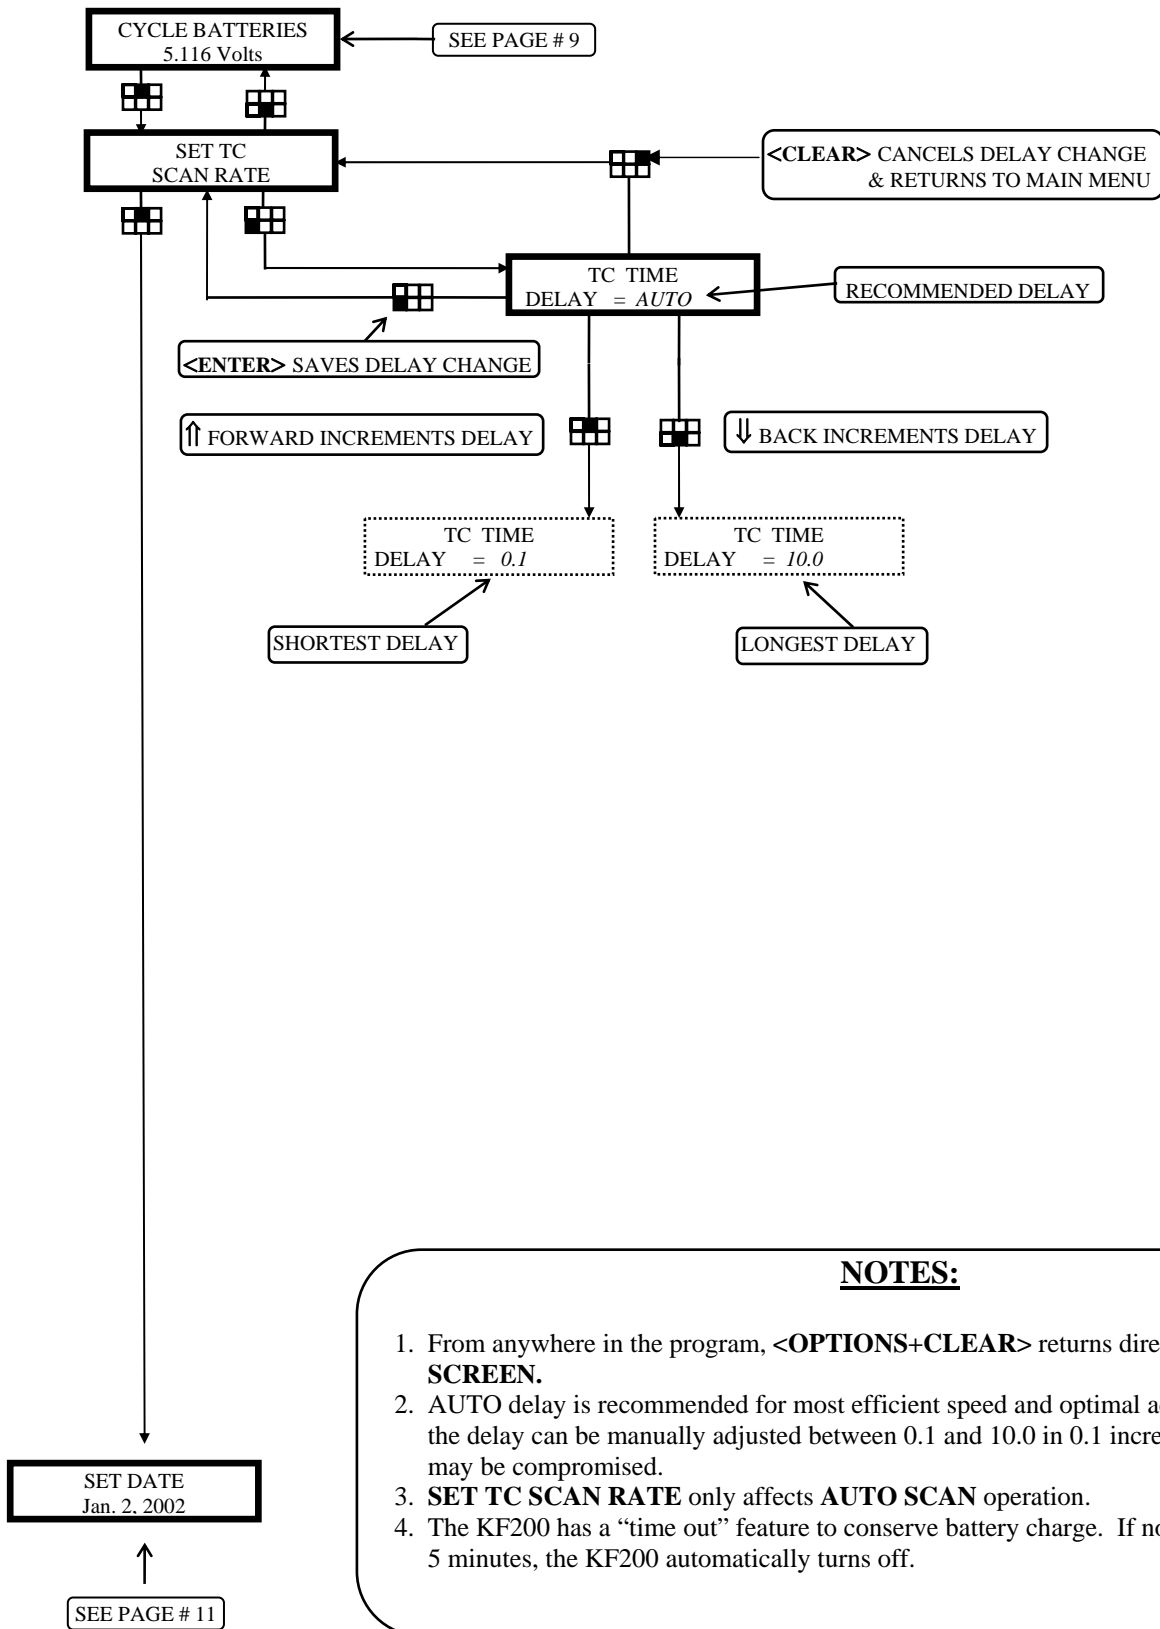 CYCLE BATTERIES
5.116 Volts
SEE PAGE # 9
SET TC
SCAN RATE
<CLEAR> CANCELS DELAY CHANGE
& RETURNS TO MAIN MENU
TC TIME
DELAY = AUTO
RECOMMENDED DELAY
<ENTER> SAVES DELAY CHANGE
⇑ FORWARD INCREMENTS DELAY
⇓ BACK INCREMENTS DELAY
TC TIME
DELAY = 0.1
TC TIME
DELAY = 10.0
SHORTEST DELAY
LONGEST DELAY
NOTES:
1. From anywhere in the program, <OPTIONS+CLEAR> returns dire
SCREEN.
2. AUTO delay is recommended for most efficient speed and optimal a
the delay can be manually adjusted between 0.1 and 10.0 in 0.1 incre
may be compromised.
3. SET TC SCAN RATE only affects AUTO SCAN operation.
4. The KF200 has a “time out” feature to conserve battery charge. If no
5 minutes, the KF200 automatically turns off.
SET DATE
Jan. 2, 2002
SEE PAGE # 11